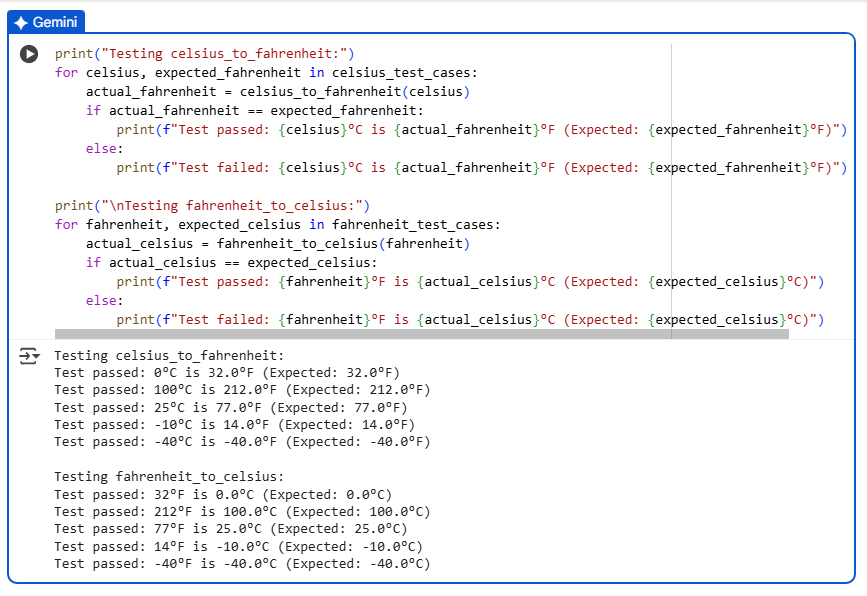 Gemini
print("Testing celsius_to_fahrenheit:")
for celsius, expected_fahrenheit in celsius_test_cases:
    actual_fahrenheit = celsius_to_fahrenheit(celsius)
    if actual_fahrenheit == expected_fahrenheit:
        print(f"Test passed: {celsius}°C is {actual_fahrenheit}°F (Expected: {expected_fahrenheit}°F)")
    else:
        print(f"Test failed: {celsius}°C is {actual_fahrenheit}°F (Expected: {expected_fahrenheit}°F)")

print("\nTesting fahrenheit_to_celsius:")
for fahrenheit, expected_celsius in fahrenheit_test_cases:
    actual_celsius = fahrenheit_to_celsius(fahrenheit)
    if actual_celsius == expected_celsius:
        print(f"Test passed: {fahrenheit}°F is {actual_celsius}°C (Expected: {expected_celsius}°C)")
    else:
        print(f"Test failed: {fahrenheit}°F is {actual_celsius}°C (Expected: {expected_celsius}°C)")
Testing celsius_to_fahrenheit:
Test passed: 0°C is 32.0°F (Expected: 32.0°F)
Test passed: 100°C is 212.0°F (Expected: 212.0°F)
Test passed: 25°C is 77.0°F (Expected: 77.0°F)
Test passed: -10°C is 14.0°F (Expected: 14.0°F)
Test passed: -40°C is -40.0°F (Expected: -40.0°F)

Testing fahrenheit_to_celsius:
Test passed: 32°F is 0.0°C (Expected: 0.0°C)
Test passed: 212°F is 100.0°C (Expected: 100.0°C)
Test passed: 77°F is 25.0°C (Expected: 25.0°C)
Test passed: 14°F is -10.0°C (Expected: -10.0°C)
Test passed: -40°F is -40.0°C (Expected: -40.0°C)